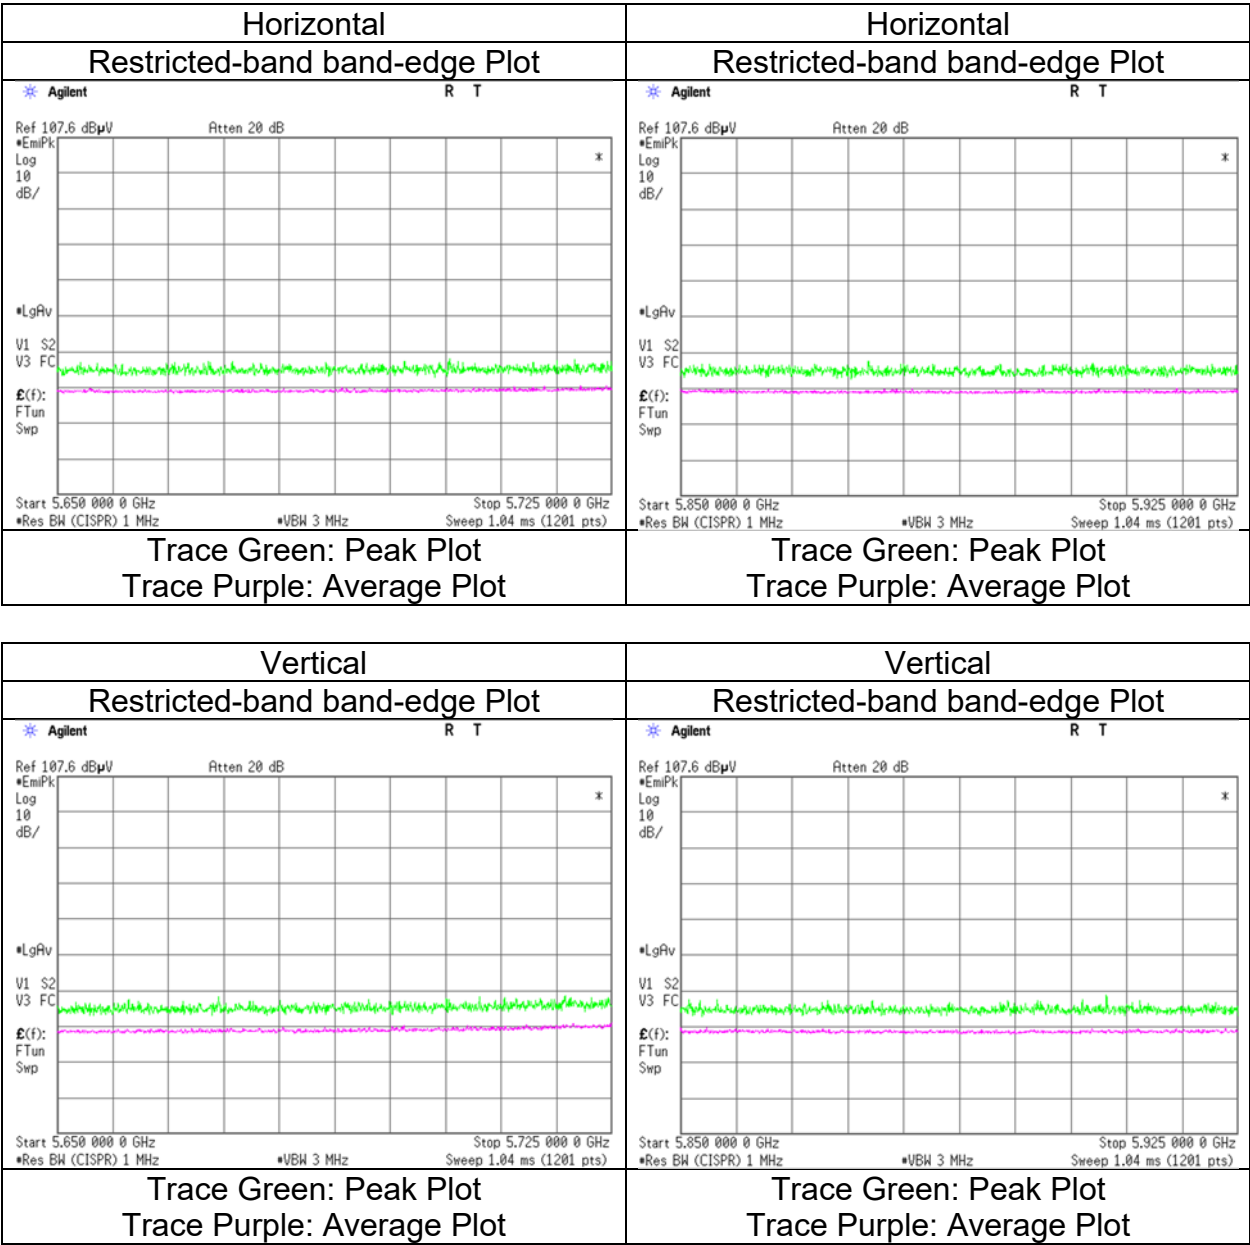 Horizontal
Horizontal
Restricted-band band-edge Plot
Restricted-band band-edge Plot
Agilent R T
Ref 107.6 dBµV Atten 20 dB
*EmiPk
Log
10
dB/
*
*LgAv
V1 S2
V3 FC
£(f):
FTun
Swp
Start 5.650 000 0 GHz Stop 5.725 000 0 GHz
*Res BW (CISPR) 1 MHz *VBW 3 MHz Sweep 1.04 ms (1201 pts)
Agilent R T
Ref 107.6 dBµV Atten 20 dB
*EmiPk
Log
10
dB/
*
*LgAv
V1 S2
V3 FC
£(f):
FTun
Swp
Start 5.850 000 0 GHz Stop 5.925 000 0 GHz
*Res BW (CISPR) 1 MHz *VBW 3 MHz Sweep 1.04 ms (1201 pts)
Trace Green: Peak Plot
Trace Purple: Average Plot
Trace Green: Peak Plot
Trace Purple: Average Plot
Vertical
Vertical
Restricted-band band-edge Plot
Restricted-band band-edge Plot
Agilent R T
Ref 107.6 dBµV Atten 20 dB
*EmiPk
Log
10
dB/
*
*LgAv
V1 S2
V3 FC
£(f):
FTun
Swp
Start 5.650 000 0 GHz Stop 5.725 000 0 GHz
*Res BW (CISPR) 1 MHz *VBW 3 MHz Sweep 1.04 ms (1201 pts)
Agilent R T
Ref 107.6 dBµV Atten 20 dB
*EmiPk
Log
10
dB/
*
*LgAv
V1 S2
V3 FC
£(f):
FTun
Swp
Start 5.850 000 0 GHz Stop 5.925 000 0 GHz
*Res BW (CISPR) 1 MHz *VBW 3 MHz Sweep 1.04 ms (1201 pts)
Trace Green: Peak Plot
Trace Purple: Average Plot
Trace Green: Peak Plot
Trace Purple: Average Plot